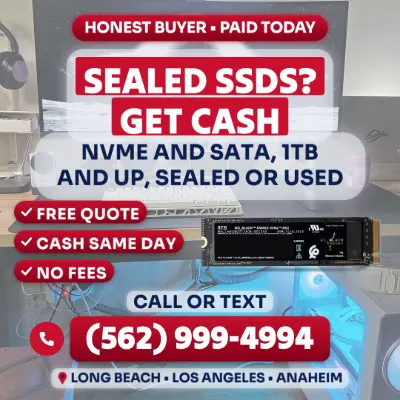 HONEST BUYER • PAID TODAY
SEALED SSDS?
GET CASH
NVME AND SATA, 1TB
AND UP, SEALED OR USED
✓ FREE QUOTE
✓ CASH SAME DAY
✓ NO FEES
CALL OR TEXT
(562) 999-4994
LONG BEACH • LOS ANGELES • ANAHEIM